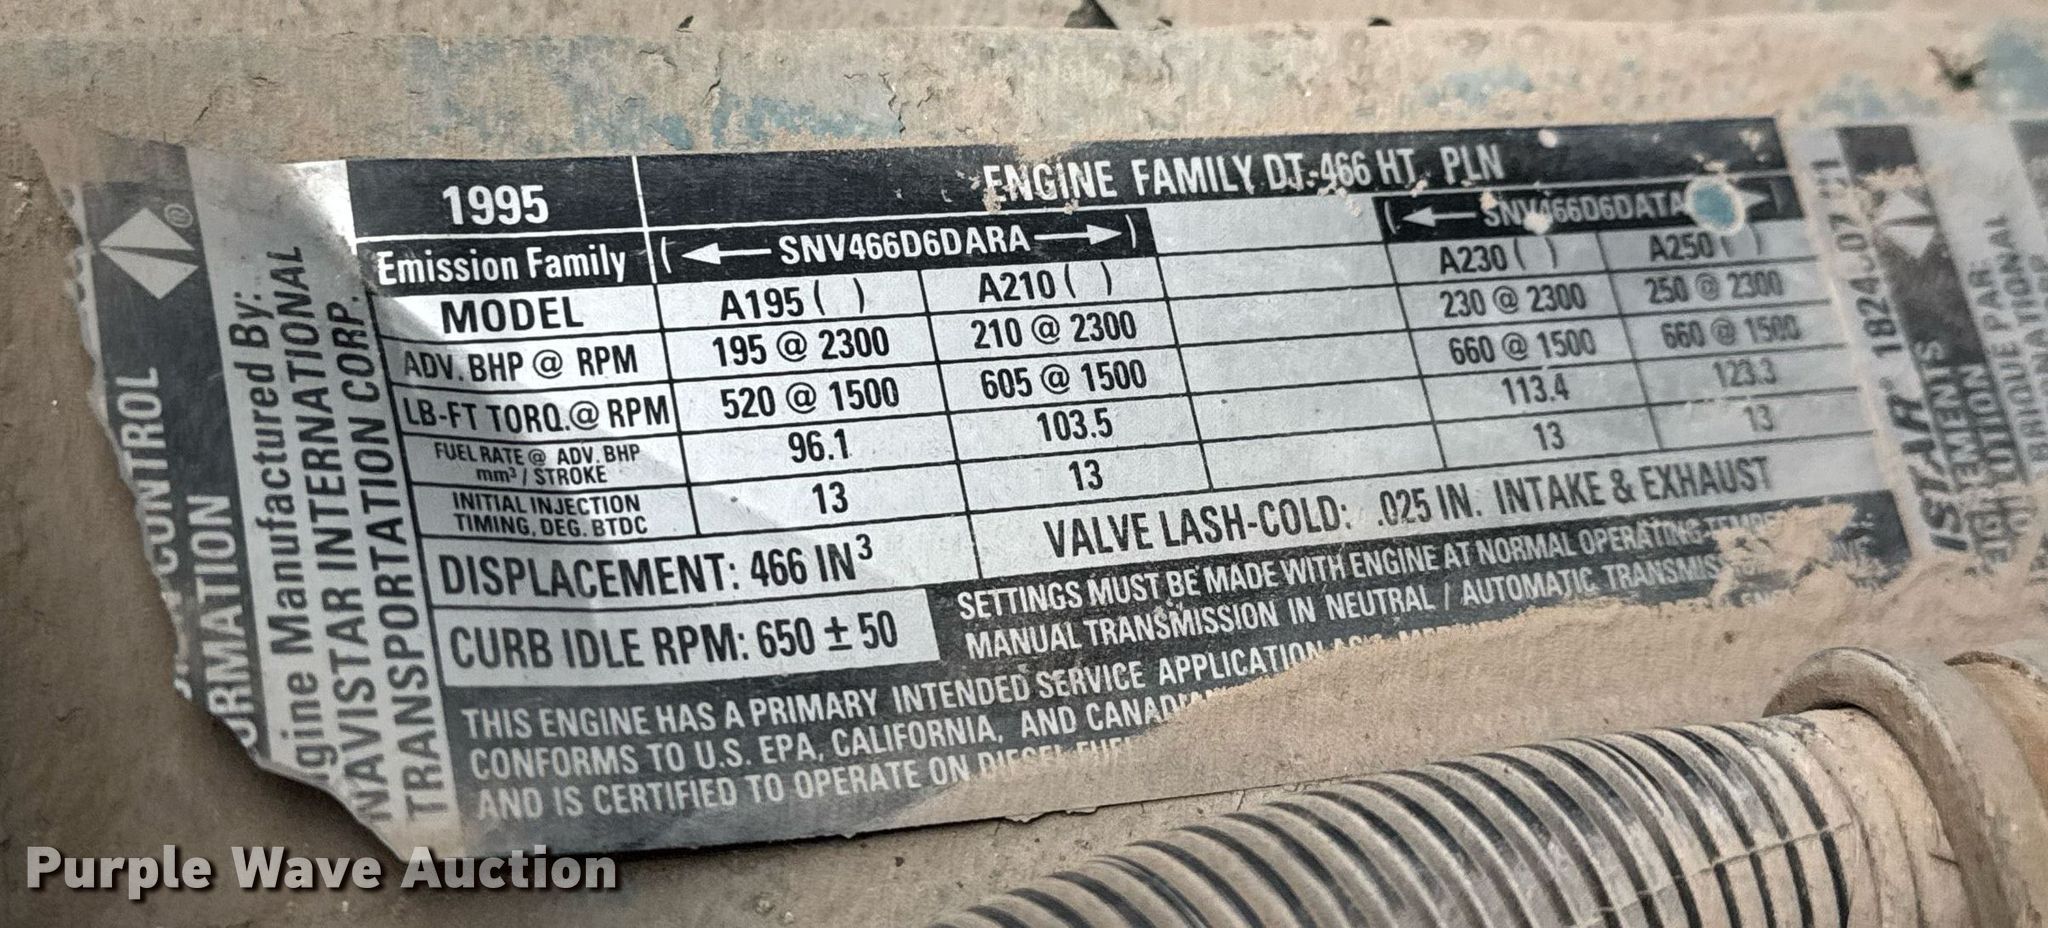 CONTROL
ORMATION
Engine Manufactured By:
NAVISTAR INTERNATIONAL
TRANSPORTATION CORP.
1995 ENGINE FAMILY DT-466 HT PLN
Emission Family ( SNV466D6DARA ) ( SNV466D6DATA
MODEL A195 ( ) A210 ( ) A230 ( ) A250 ( )
ADV. BHP @ RPM 195 @ 2300 210 @ 2300 230 @ 2300 250 @ 2300
LB-FT TORQ.@ RPM 520 @ 1500 605 @ 1500 660 @ 1500 660 @ 1500
FUEL RATE @ ADV. BHP
mm³ / STROKE 96.1 103.5 113.4 123.3
INITIAL INJECTION
TIMING, DEG. BTDC 13 13 13 13
DISPLACEMENT: 466 IN³ VALVE LASH-COLD: .025 IN. INTAKE & EXHAUST
CURB IDLE RPM: 650 ± 50
SETTINGS MUST BE MADE WITH ENGINE AT NORMAL OPERATING
MANUAL TRANSMISSION IN NEUTRAL / AUTOMATIC
THIS ENGINE HAS A PRIMARY INTENDED SERVICE APPLICATION
CONFORMS TO U.S. EPA, CALIFORNIA, AND
AND IS CERTIFIED TO OPERATE ON DIESEL FUEL
PAR:
Purple Wave Auction